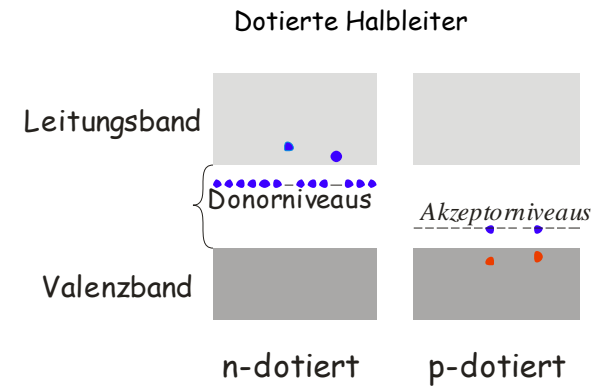 Dotierte Halbleiter
Leitungsband
Donorniveaus
Akzeptorniveaus
Valenzband
n-dotiert
p-dotiert